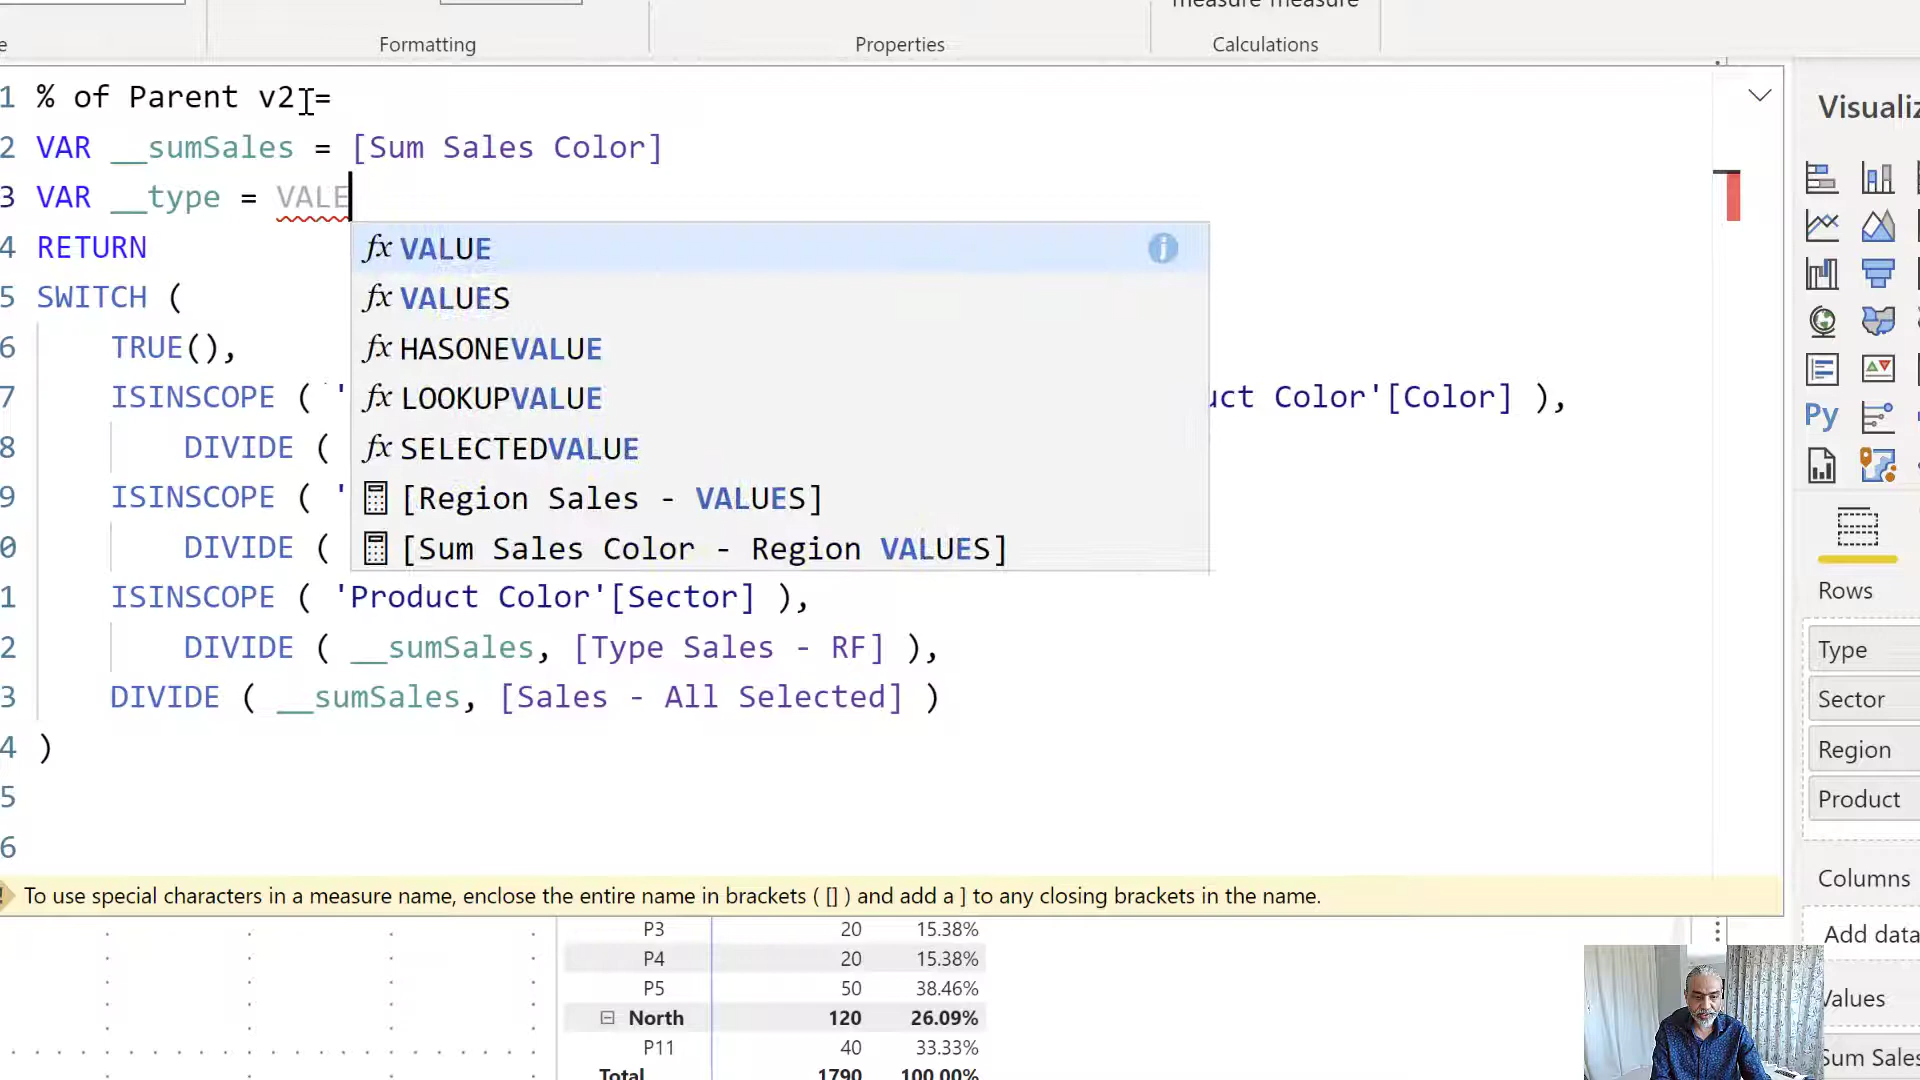 measure measure
Formatting
Properties
Calculations
1 % of Parent v2 =
2 VAR __sumSales = [Sum Sales Color]
3 VAR __type = VALE
4 RETURN
5 SWITCH (
6 TRUE(),
7 ISINSCOPE ( ' Color'[Color] ),
8 DIVIDE (
9 ISINSCOPE ( '
0 DIVIDE (
1 ISINSCOPE ( 'Product Color'[Sector] ),
2 DIVIDE ( __sumSales, [Type Sales - RF] ),
3 DIVIDE ( __sumSales, [Sales - All Selected] )
4 )
5
6
fx VALUE
fx VALUES
fx HASONEVALUE
fx LOOKUPVALUE
fx SELECTEDVALUE
[Region Sales - VALUES]
[Sum Sales Color - Region VALUES]
To use special characters in a measure name, enclose the entire name in brackets ( [] ) and add a ] to any closing brackets in the name.
P3 20 15.38%
P4 20 15.38%
P5 50 38.46%
North 120 26.09%
P11 40 33.33%
Total 1790 100.00%
Visualiz
Py
Rows
Type
Sector
Region
Product
Columns
Add data
Values
Sum Sales